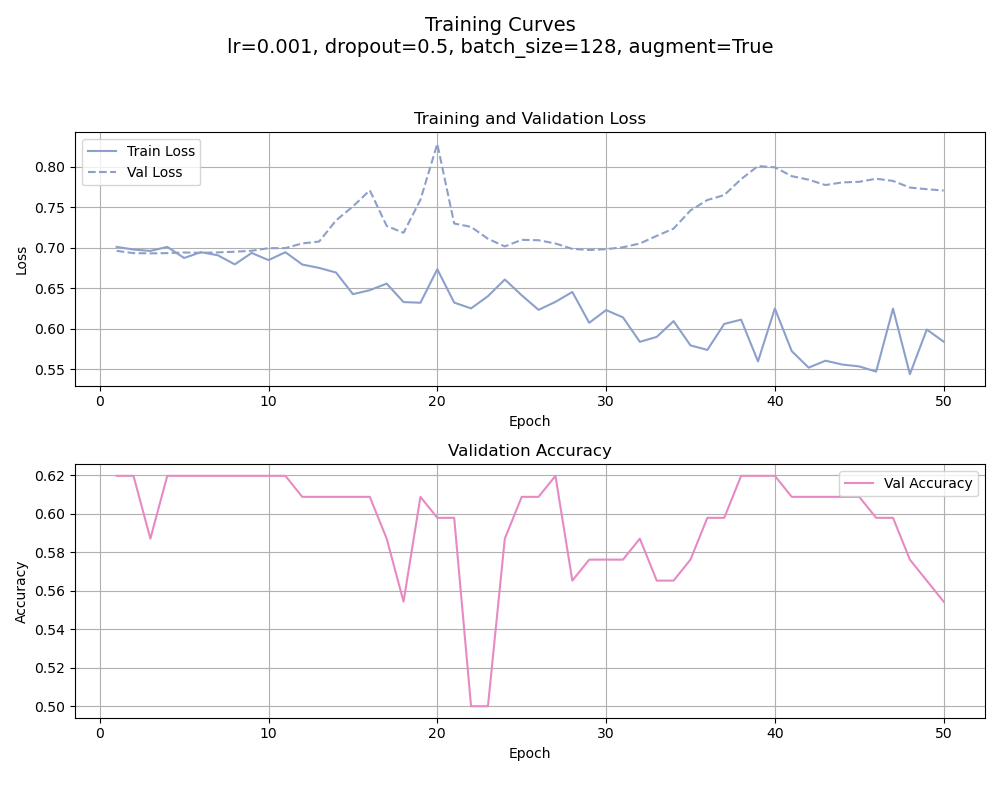 Training Curves
lr=0.001, dropout=0.5, batch_size=128, augment=True
Training and Validation Loss
Train Loss
Val Loss
0.80
0.75
0.70
0.65
0.60
0.55
Loss
0 10 20 30 40 50
Epoch
Validation Accuracy
Val Accuracy
0.62
0.60
0.58
0.56
0.54
0.52
0.50
Accuracy
0 10 20 30 40 50
Epoch